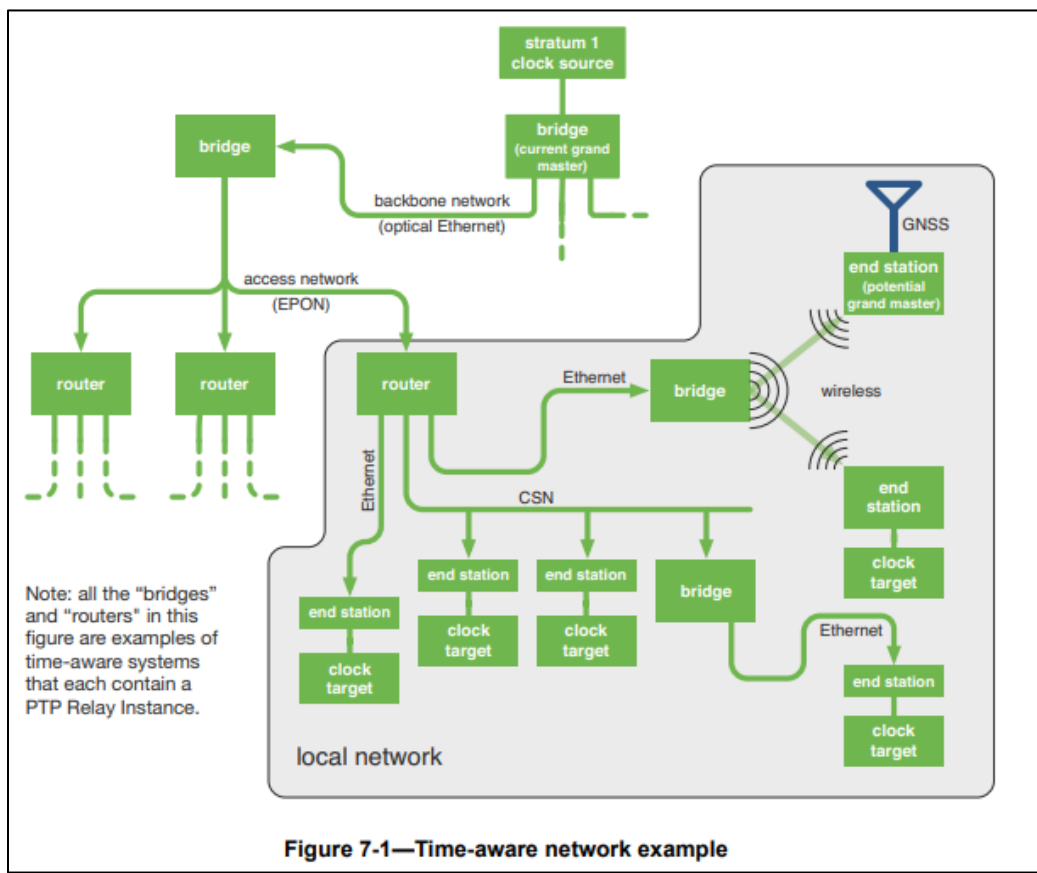 stratum 1
clock source
bridge
(current grand
master)
bridge
backbone network
(optical Ethernet)
GNSS
end station
(potential
grand master)
access network
(EPON)
router
router
router
Ethernet
bridge
wireless
Ethernet
CSN
end
station
clock
target
end station
clock
target
end station
clock
target
bridge
end station
clock
target
Ethernet
end station
clock
target
Note: all the “bridges”
and “routers" in this
figure are examples of
time-aware systems
that each contain a
PTP Relay Instance.
local network
Figure 7-1—Time-aware network example